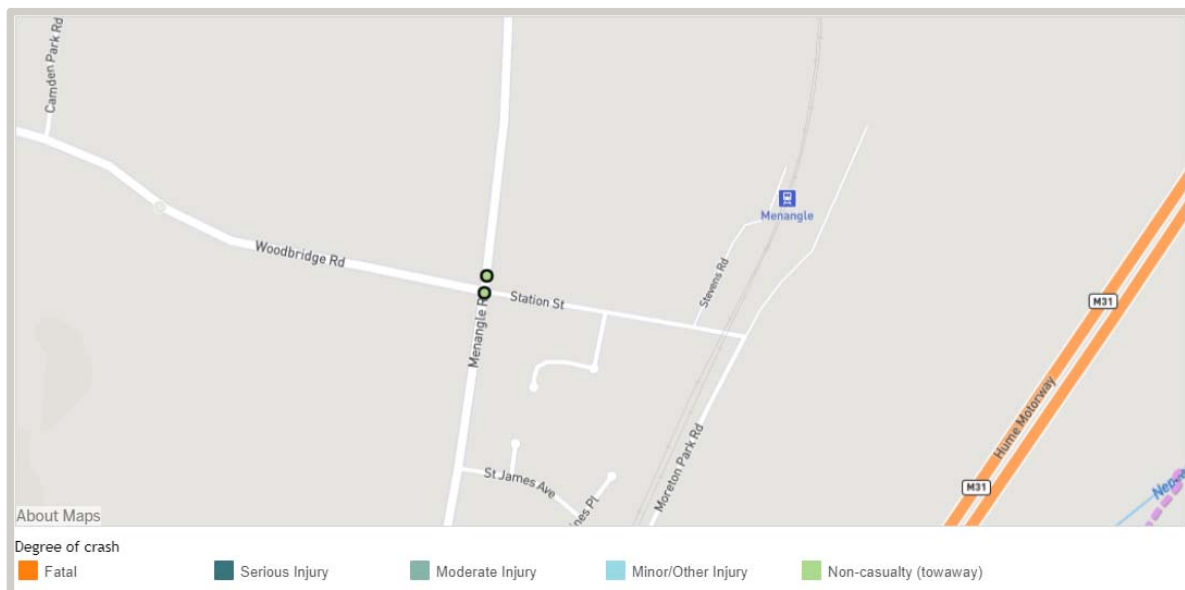 Camden Park Rd
Woodbridge Rd
Menangle
Stevens Rd
Station St
M31
Menangle
Hume Motorway
M31
Moreton Park Rd
St James Ave
About Maps
Degree of crash
Fatal
Serious Injury
Moderate Injury
Minor/Other Injury
Non-casualty (towaway)